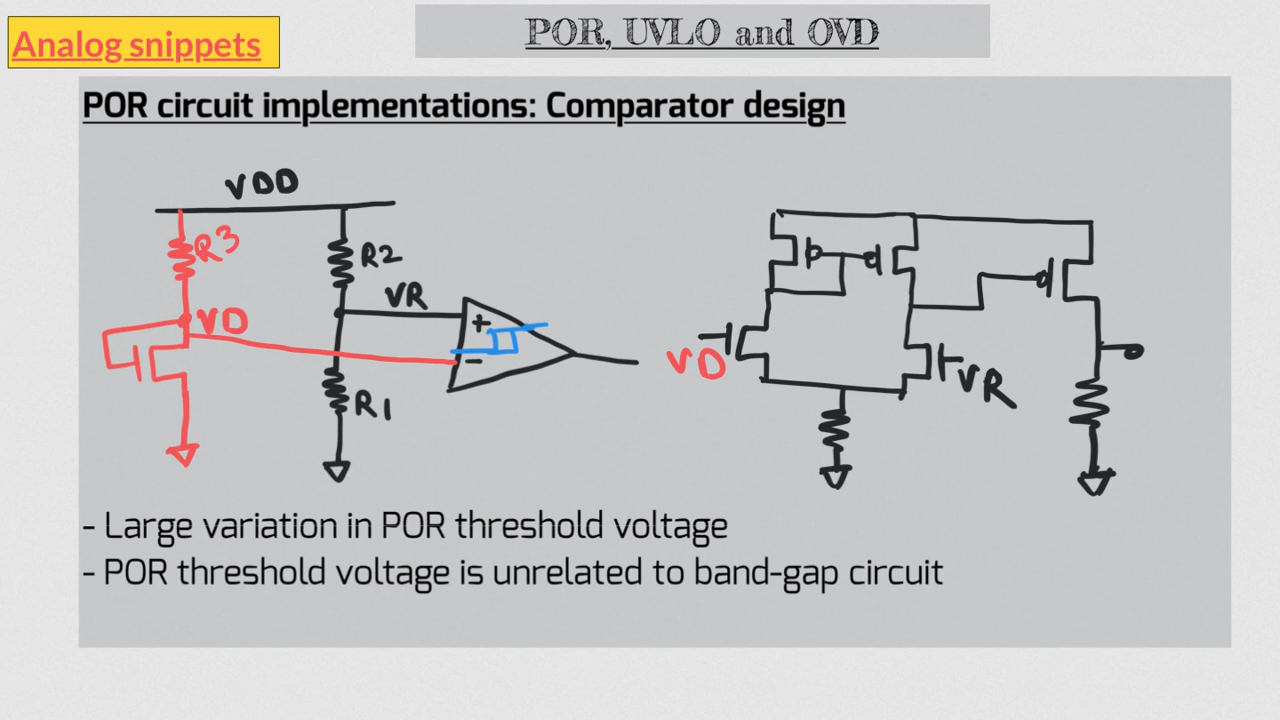 Analog snippets
POR, UVLO and OVD
POR circuit implementations: Comparator design
VDD
R3
R2
VR
VD
+
-
R1
VD
VR
- Large variation in POR threshold voltage
- POR threshold voltage is unrelated to band-gap circuit